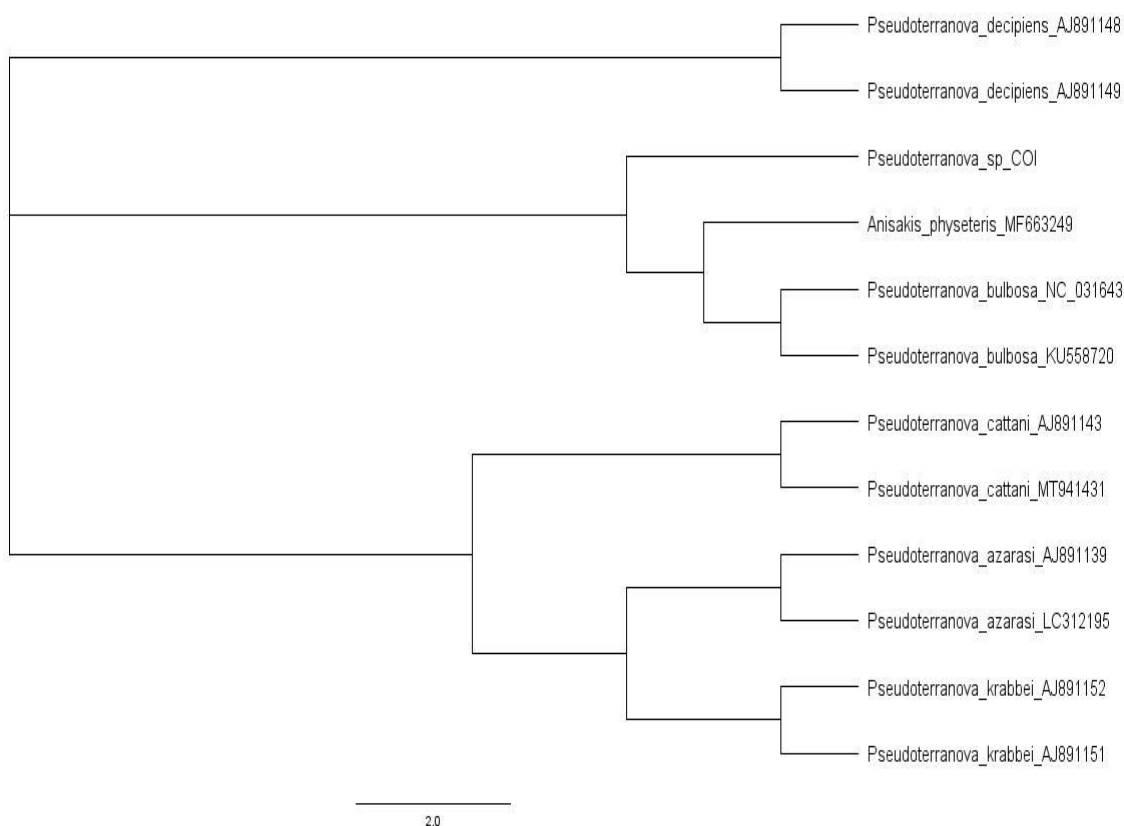 Pseudoterranova_decipiens_AJ891148
Pseudoterranova_decipiens_AJ891149
Pseudoterranova_sp_COI
Anisakis_physeteris_MF663249
Pseudoterranova_bulbosa_NC_031643
Pseudoterranova_bulbosa_KU558720
Pseudoterranova_cattani_AJ891143
Pseudoterranova_cattani_MT941431
Pseudoterranova_azarasi_AJ891139
Pseudoterranova_azarasi_LC312195
Pseudoterranova_krabbei_AJ891152
Pseudoterranova_krabbei_AJ891151
2.0